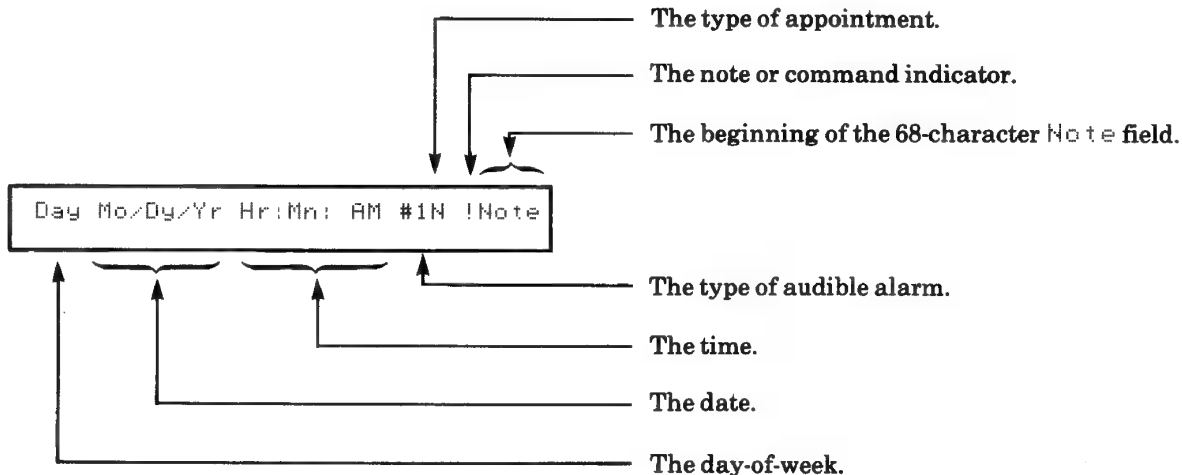 The type of appointment.
The note or command indicator.
The beginning of the 68-character Note field.
Day Mo/Dy/Yr Hr:Mn: AM #1N !Note
The type of audible alarm.
The time.
The date.
The day-of-week.